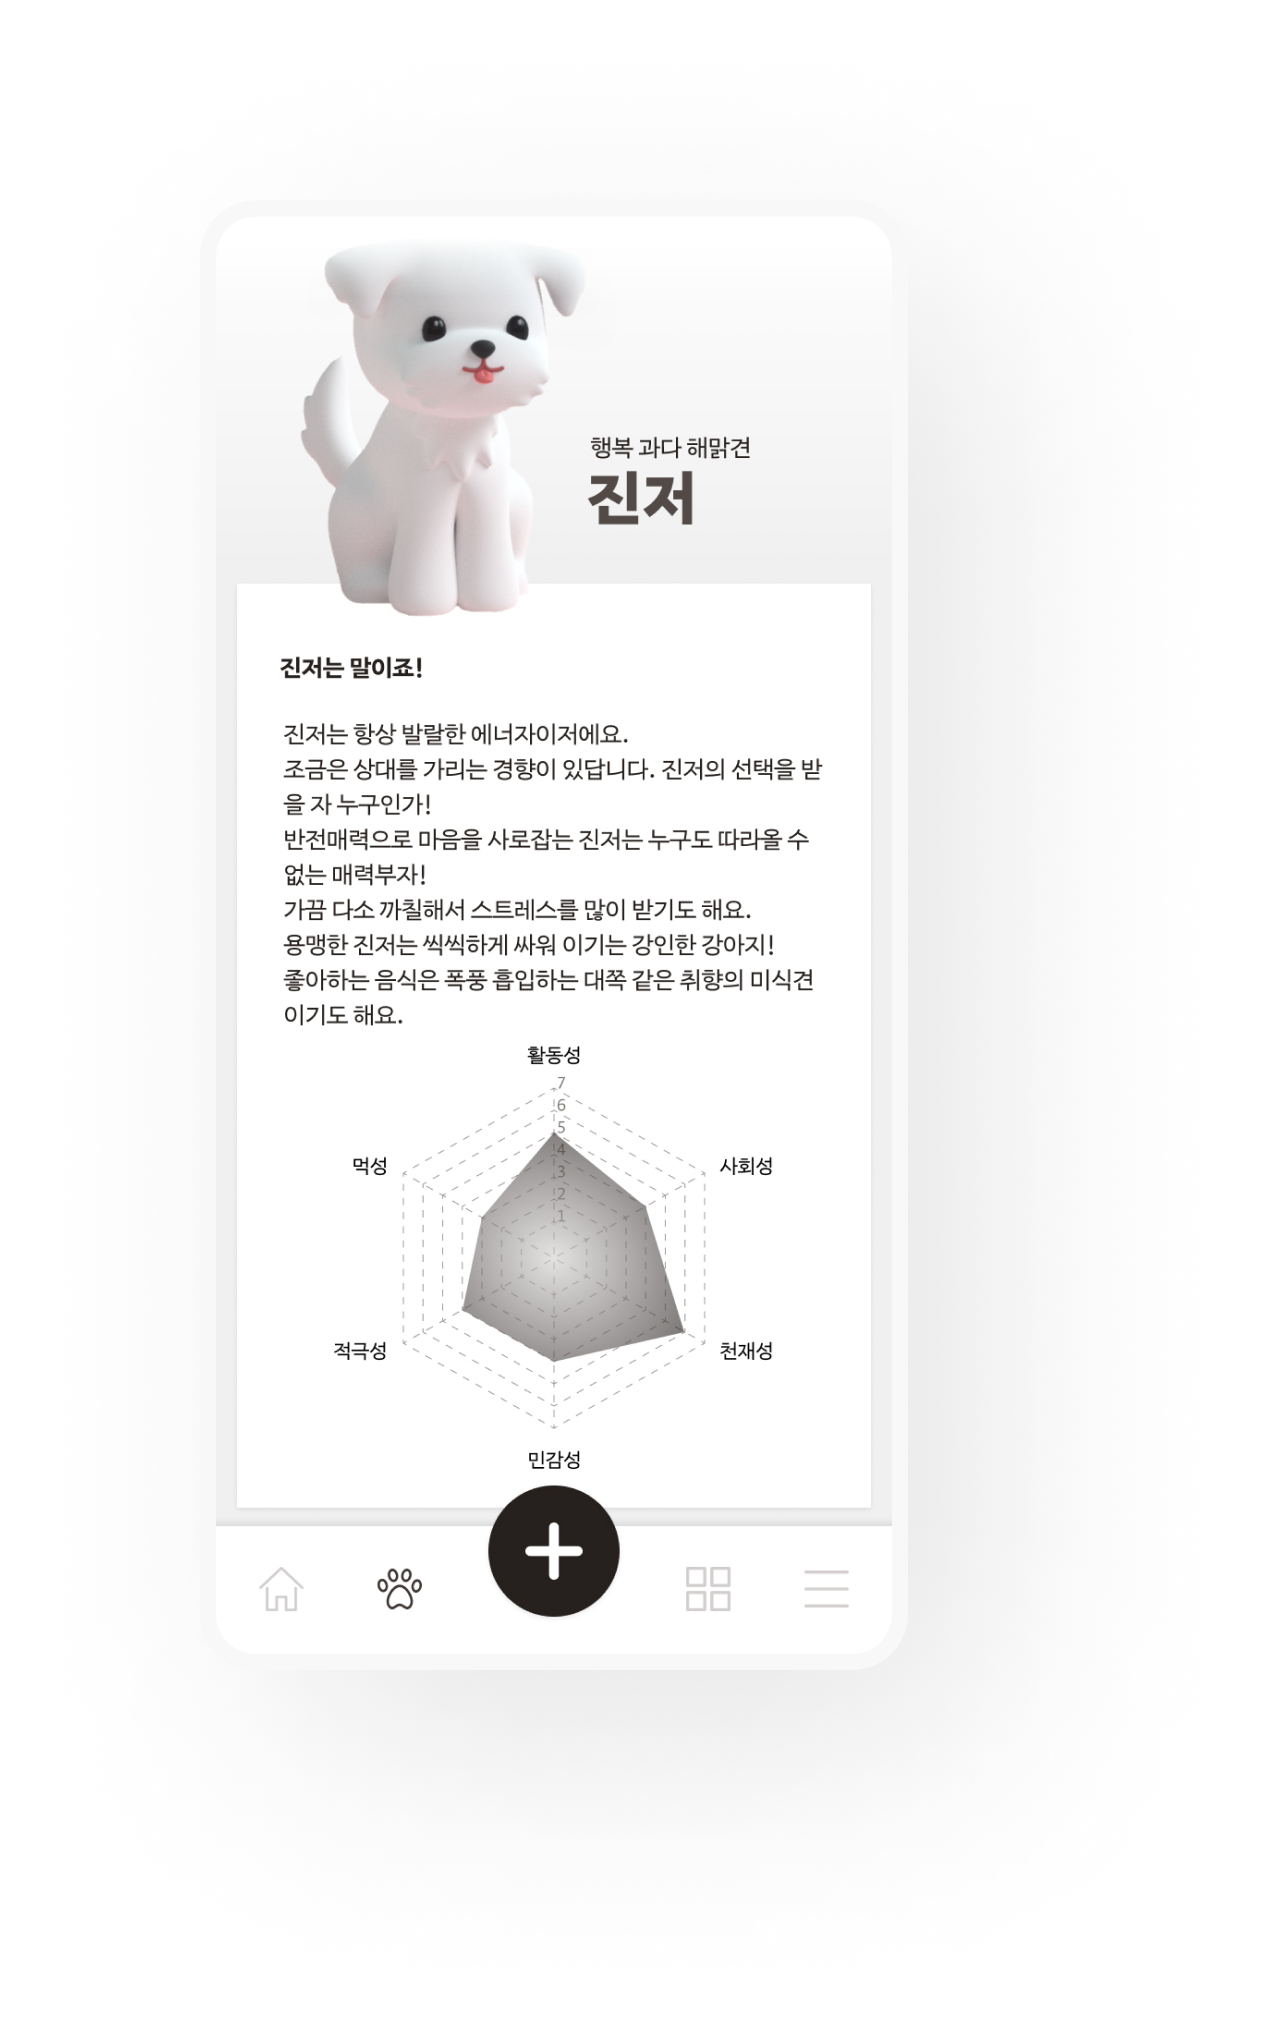 행복 과다 해맑견
진저
진저는 말이죠!
진저는 항상 발랄한 에너자이저에요.
조금은 상대를 가리는 경향이 있답니다. 진저의 선택을 받
을 자 누구인가!
반전매력으로 마음을 사로잡는 진저는 누구도 따라올 수
없는 매력부자!
가끔 다소 까칠해서 스트레스를 많이 받기도 해요.
용맹한 진저는 씩씩하게 싸워 이기는 강인한 강아지!
좋아하는 음식은 폭풍 흡입하는 대쪽 같은 취향의 미식견
이기도 해요.
활동성
7
6
5
4
3
2
1
먹성
사회성
적극성
천재성
민감성